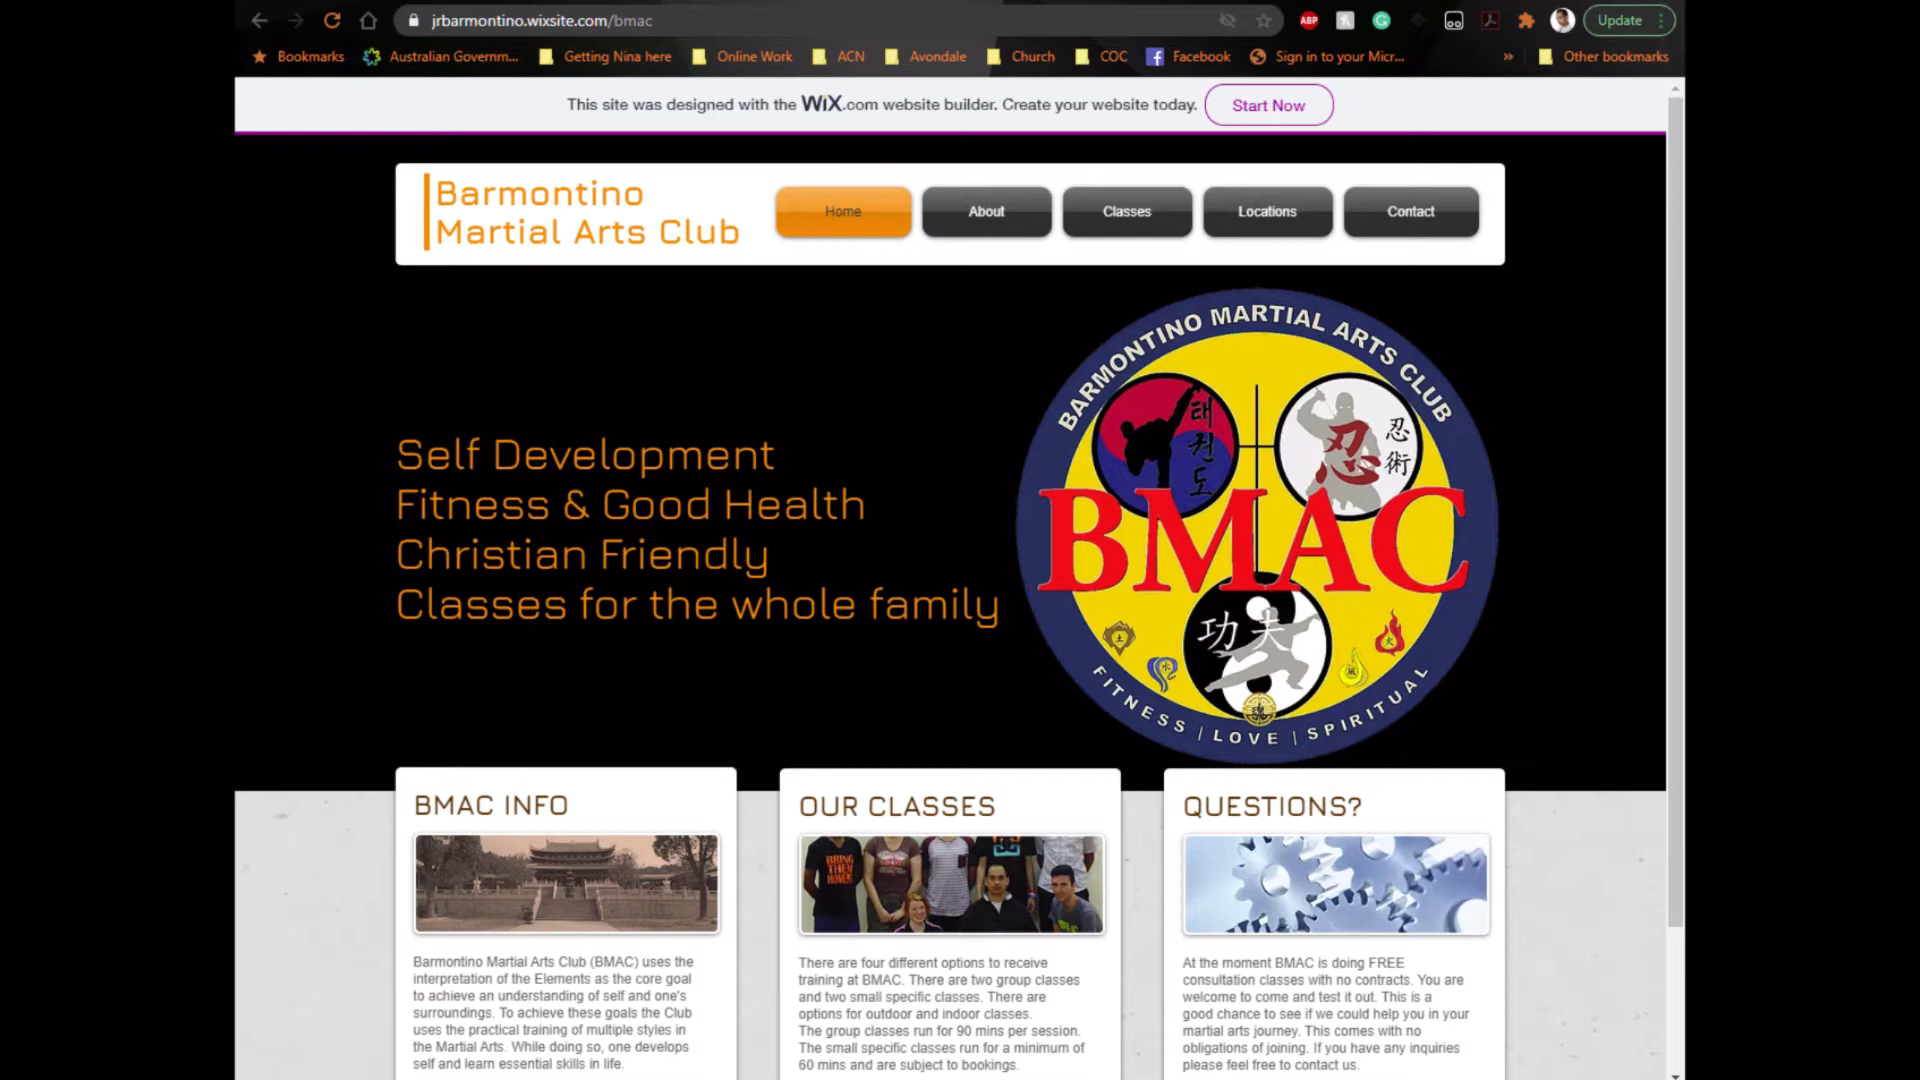 jrbarmontino.wixsite.com/bmac
ABP
Update
Bookmarks
Australian Governm...
Getting Nina here
Online Work
ACN
Avondale
Church
COC
Facebook
Sign in to your Micr...
»
Other bookmarks
This site was designed with the WiX.com website builder. Create your website today.
Start Now
Barmontino
Martial Arts Club
Home
About
Classes
Locations
Contact
BARMONTINO MARTIAL ARTS CLUB
태권도
忍
忍術
BMAC
功夫
土
水
風
火
FITNESS | LOVE | SPIRITUAL
Self Development
Fitness & Good Health
Christian Friendly
Classes for the whole family
BMAC INFO
Barmontino Martial Arts Club (BMAC) uses the
interpretation of the Elements as the core goal
to achieve an understanding of self and one's
surroundings. To achieve these goals the Club
uses the practical training of multiple styles in
the Martial Arts. While doing so, one develops
self and learn essential skills in life.
OUR CLASSES
BRING
THEM
HOME
There are four different options to receive
training at BMAC. There are two group classes
and two small specific classes. There are
options for outdoor and indoor classes.
The group classes run for 90 mins per session.
The small specific classes run for a minimum of
60 mins and are subject to bookings.
QUESTIONS?
At the moment BMAC is doing FREE
consultation classes with no contracts. You are
welcome to come and test it out. This is a
good chance to see if we could help you in your
martial arts journey. This comes with no
obligations of joining. If you have any inquiries
please feel free to contact us.